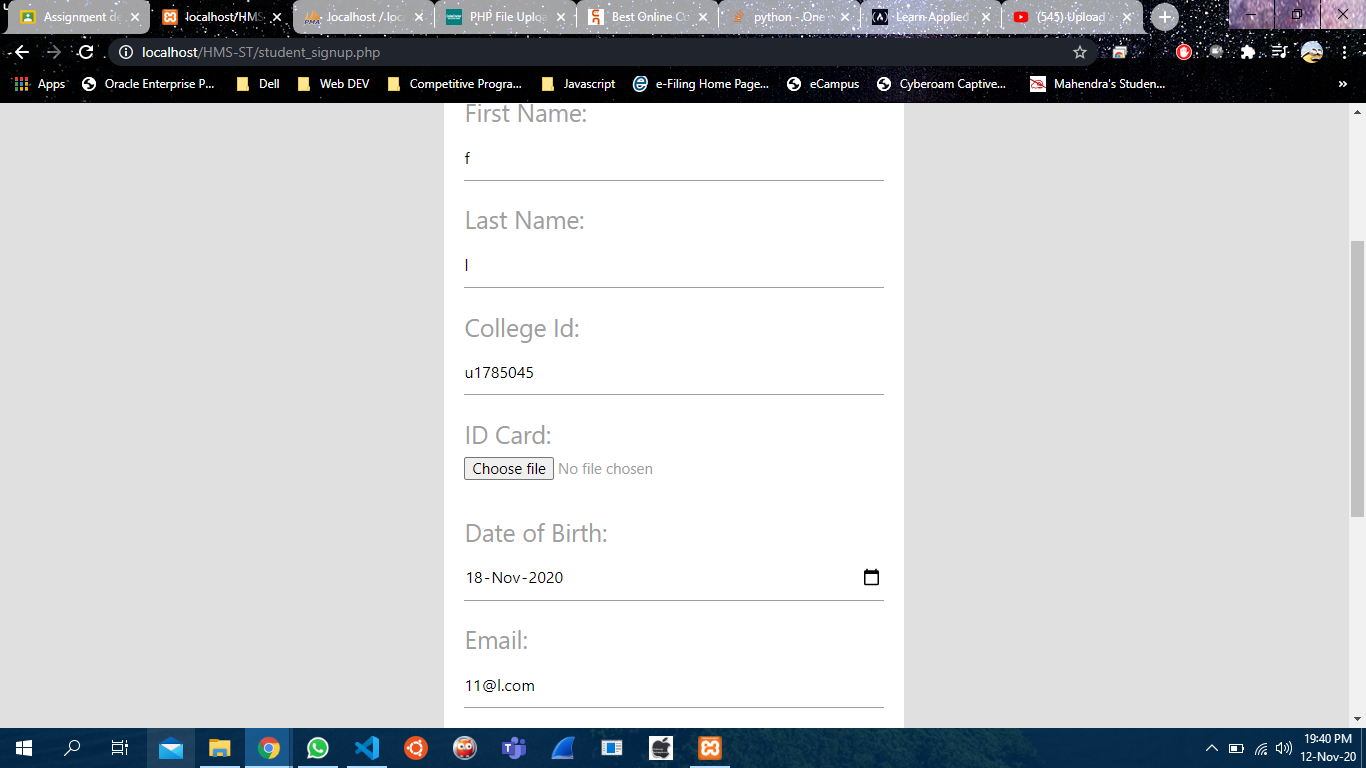 Assignment de
localhost/HMS
localhost /
PHP File Uploa
Best Online C
python - One
Learn Applied
(545) Upload
localhost/HMS-ST/student_signup.php
Apps
Oracle Enterprise P...
Dell
Web DEV
Competitive Progra...
Javascript
e-Filing Home Page...
eCampus
Cyberoam Captive...
Mahendra's Studen...
»
First Name:
f
Last Name:
l
College Id:
u1785045
ID Card:
Choose file No file chosen
Date of Birth:
18-Nov-2020
Email:
11@l.com
19:40 PM
12-Nov-20